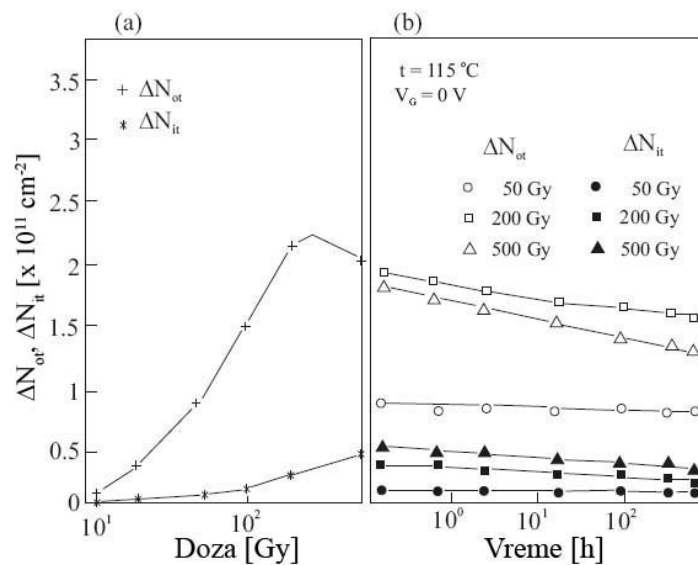 (a)
3.5
3
2.5
2
1.5
1
0.5
0
ΔN_ot, ΔN_it [x 10^11 cm^-2]
+ ΔN_ot
* ΔN_it
10^1
10^2
Doza [Gy]
(b)
t = 115 °C
V_G = 0 V
ΔN_ot ΔN_it
○ 50 Gy ● 50 Gy
□ 200 Gy ■ 200 Gy
△ 500 Gy ▲ 500 Gy
10^0
10^1
10^2
Vreme [h]